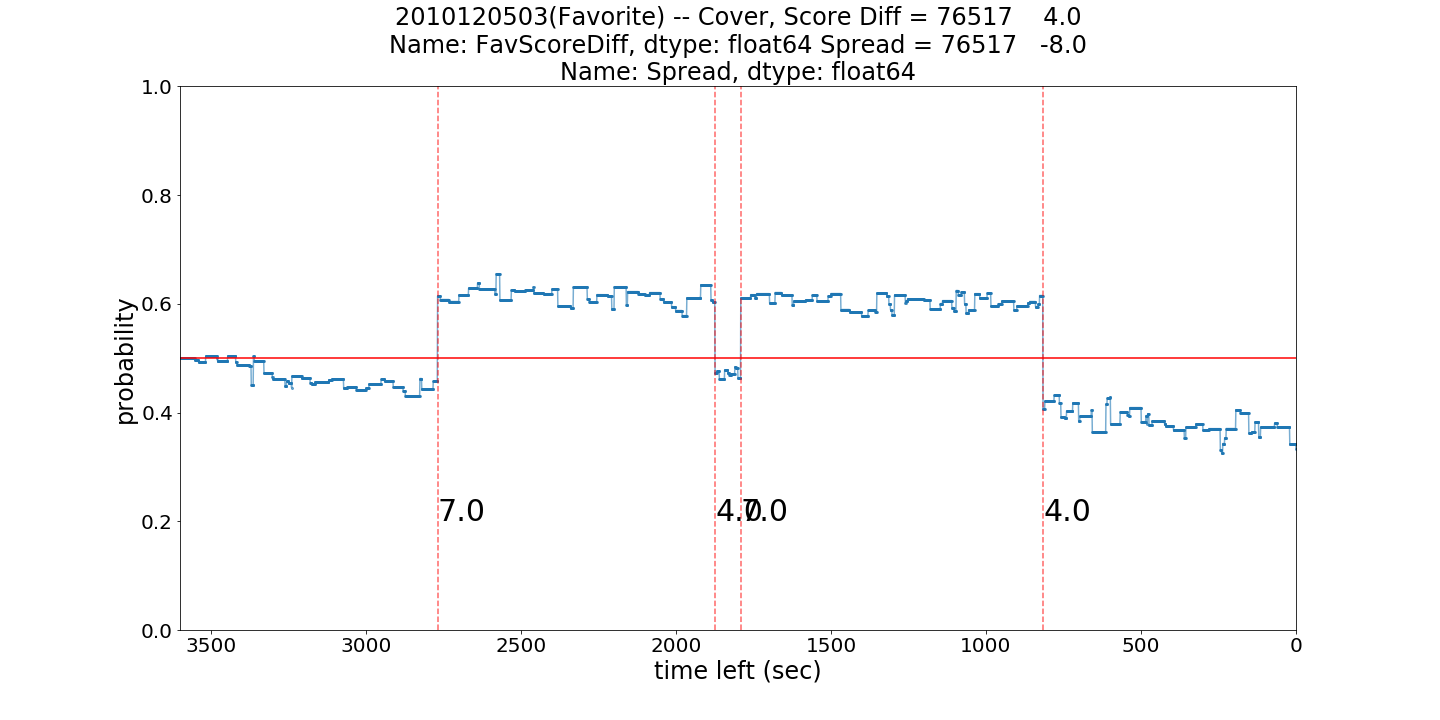 2010120503(Favorite) -- Cover, Score Diff = 76517    4.0
Name: FavScoreDiff, dtype: float64 Spread = 76517   -8.0
Name: Spread, dtype: float64
1.0
0.8
0.6
0.4
0.2
0.0
probability
7.0
4.0
7.0
4.0
3500 3000 2500 2000 1500 1000 500 0
time left (sec)